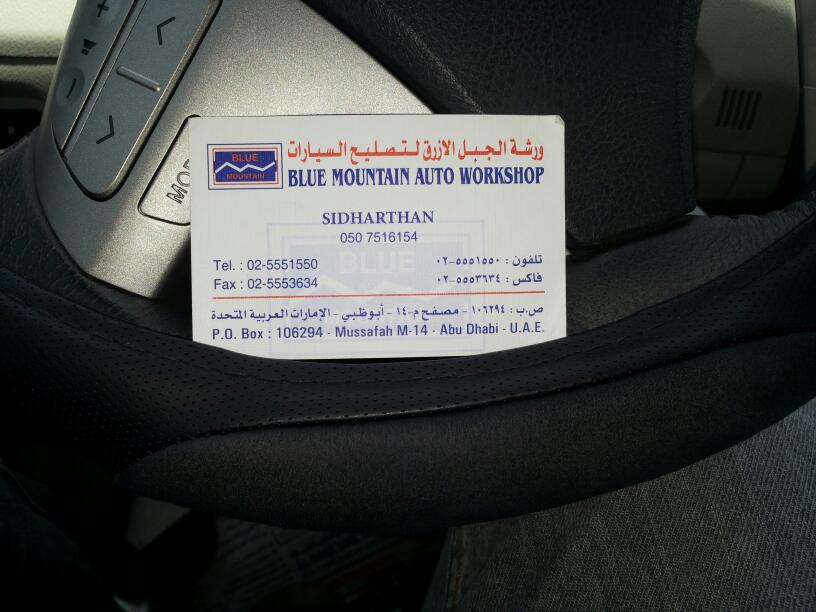 MOD
BLUE
MOUNTAIN
ورشة الجبل الازرق لتصليح السيارات
BLUE MOUNTAIN AUTO WORKSHOP
SIDHARTHAN
050 7516154
BLUE
Tel. : 02-5551550
تلفون : ٠٢-٥٥٥١٥٥٠
Fax : 02-5553634
فاكس : ٠٢-٥٥٥٣٦٣٤
ص.ب : ١٠٦٢٩٤ - مصفح م-١٤ - أبوظبي - الإمارات العربية المتحدة
P.O. Box : 106294 - Mussafah M-14 - Abu Dhabi - U.A.E.